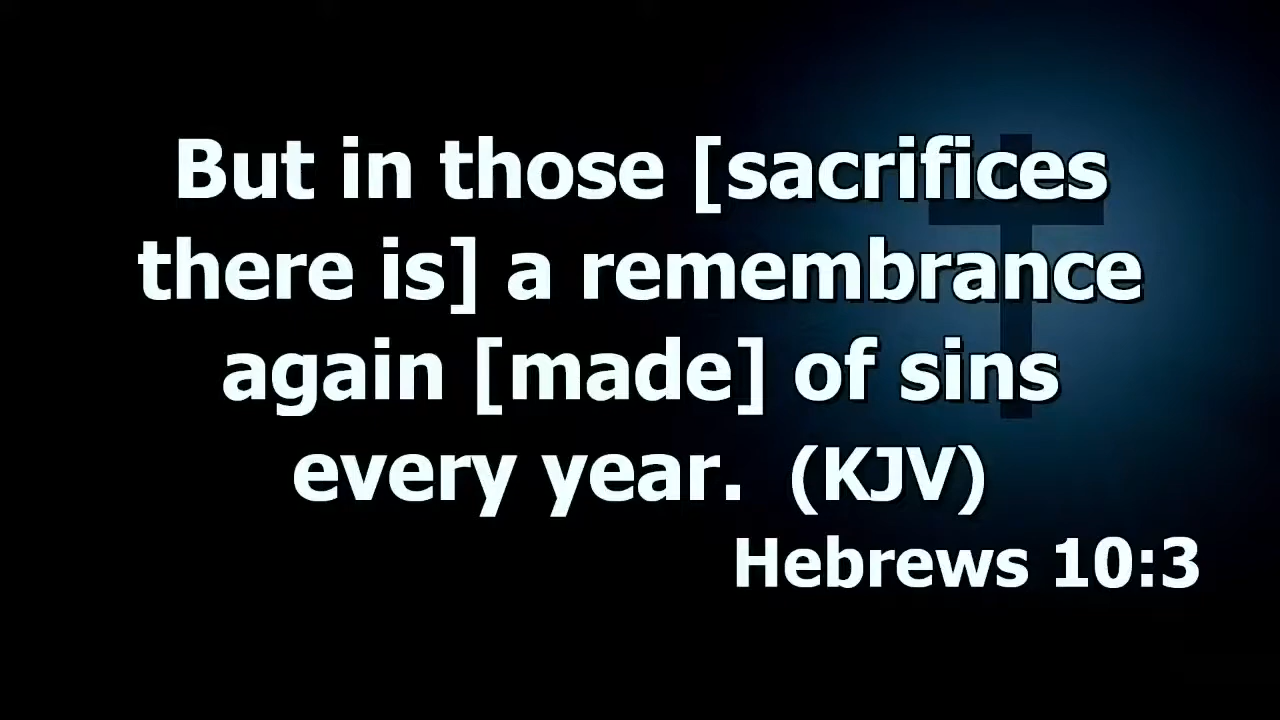 But in those [sacrifices
there is] a remembrance
again [made] of sins
every year. (KJV)
Hebrews 10:3